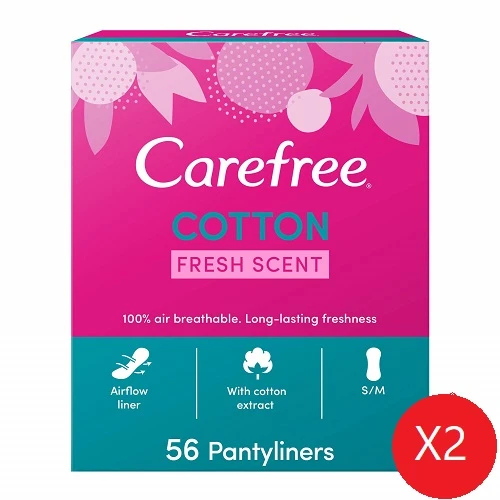 Carefree®
COTTON
FRESH SCENT
100% air breathable. Long-lasting freshness
Airflow
liner
With cotton
extract
S/M
56 Pantyliners
X2